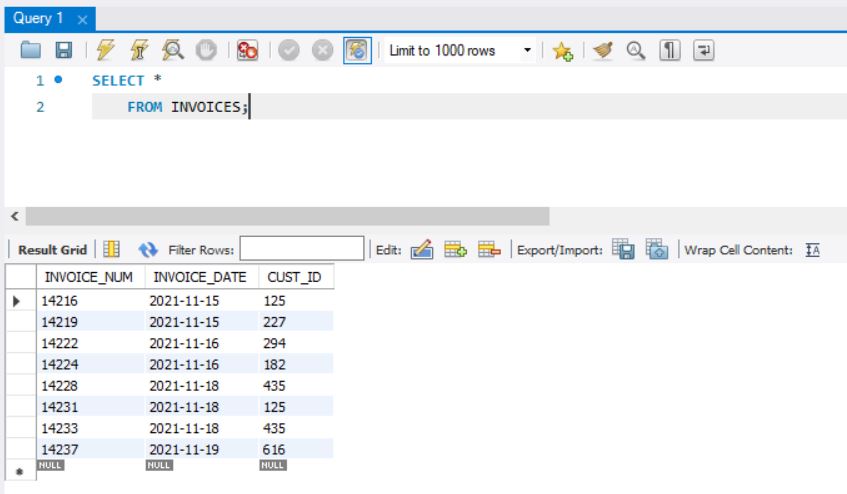 Query 1
Limit to 1000 rows
1 SELECT *
2 FROM INVOICES;
Result Grid Filter Rows: Edit: Export/Import: Wrap Cell Content:
INVOICE_NUM INVOICE_DATE CUST_ID
14216 2021-11-15 125
14219 2021-11-15 227
14222 2021-11-16 294
14224 2021-11-16 182
14228 2021-11-18 435
14231 2021-11-18 125
14233 2021-11-18 435
14237 2021-11-19 616
NULL NULL NULL